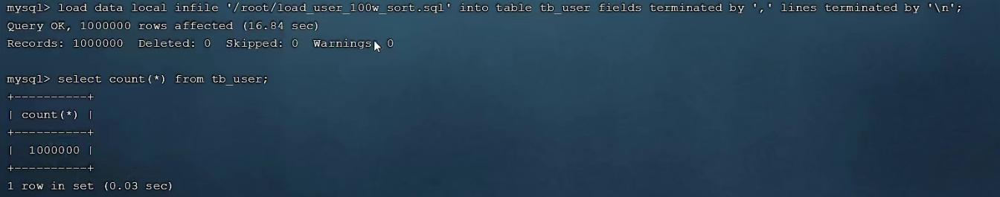 mysql> load data local infile '/root/load_user_100w_sort.sql' into table tb_user fields terminated by ',' lines terminated by '\n';
Query OK, 1000000 rows affected (16.84 sec)
Records: 1000000  Deleted: 0  Skipped: 0  Warnings: 0
mysql> select count(*) from tb_user;
+----------+
| count(*) |
+----------+
|  1000000 |
+----------+
1 row in set (0.03 sec)